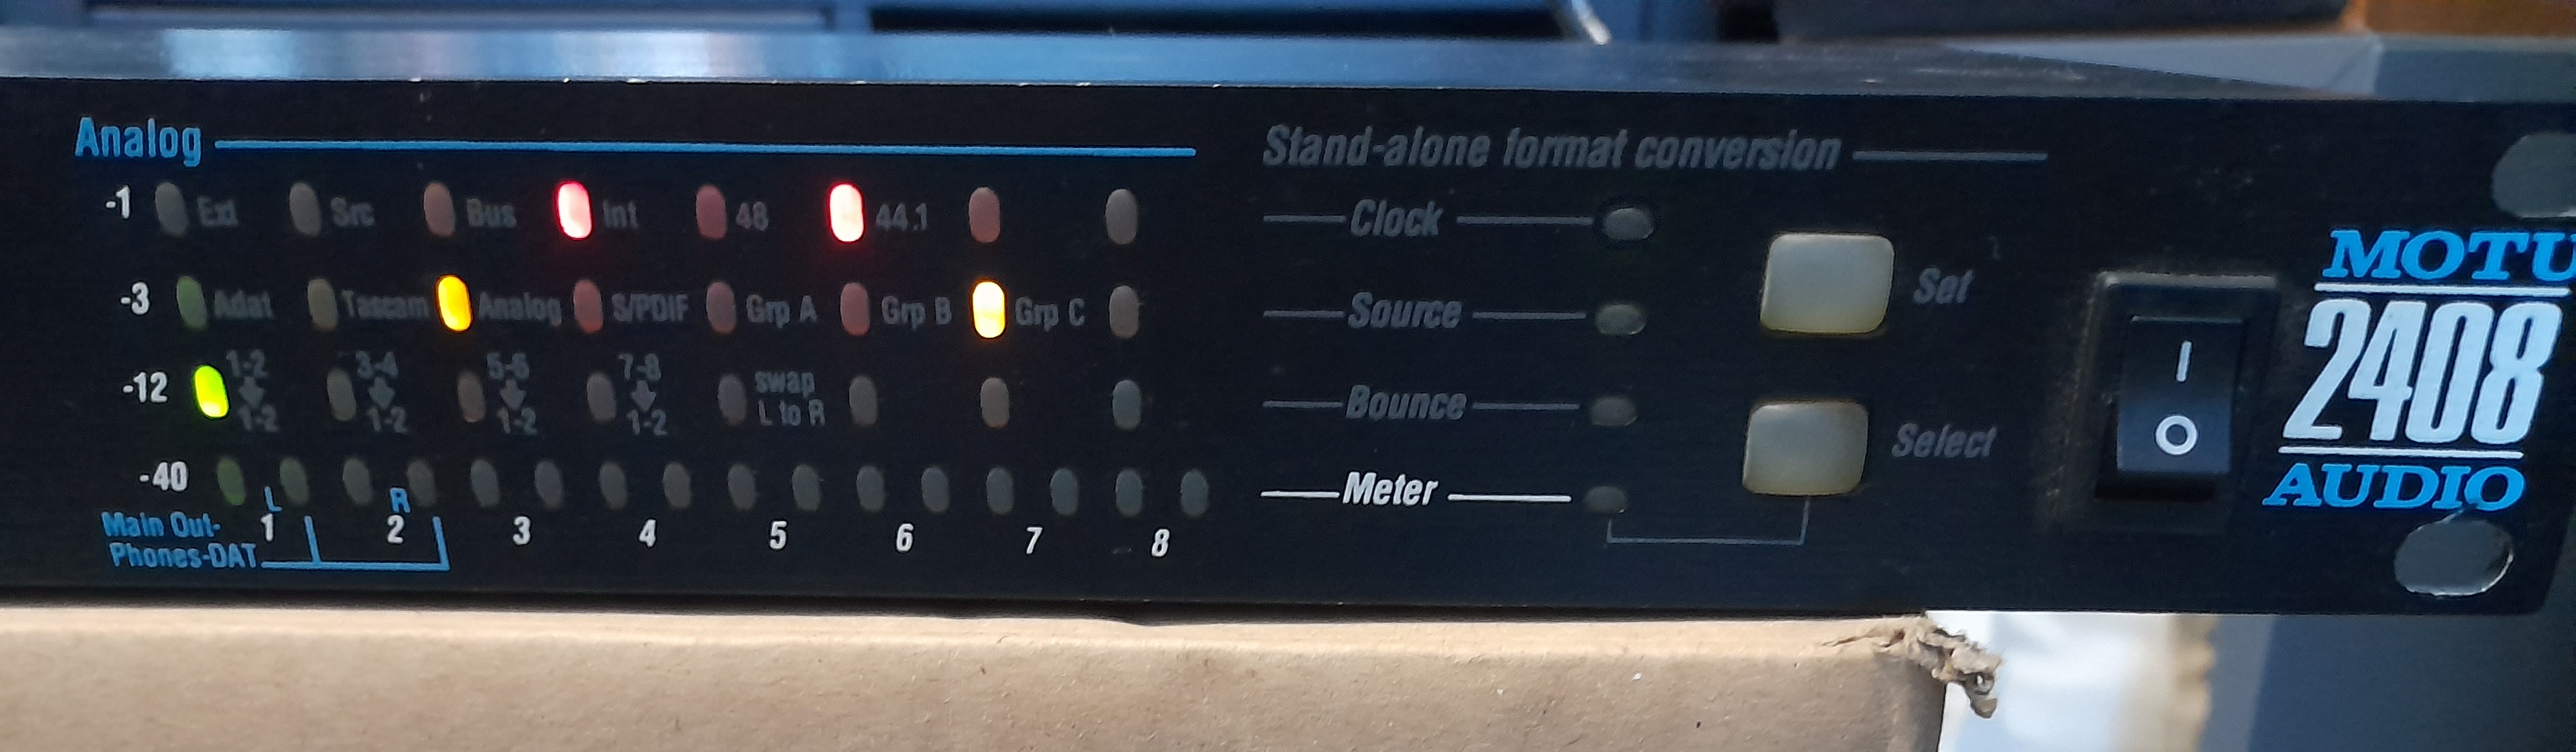 Analog
Stand-alone format conversion
-1 Ext Src Bus Int 48 44.1
Clock
-3 Adat Tascam Analog S/PDIF Grp A Grp B Grp C
Source
Set
-12
1-2 3-4 5-6 7-8 swap
1-2 1-2 1-2 1-2 L to R
Bounce
Select
-40
L R
Meter
Main Out-
Phones-DAT
1 2 3 4 5 6 7 8
I
O
MOTU
2408
AUDIO